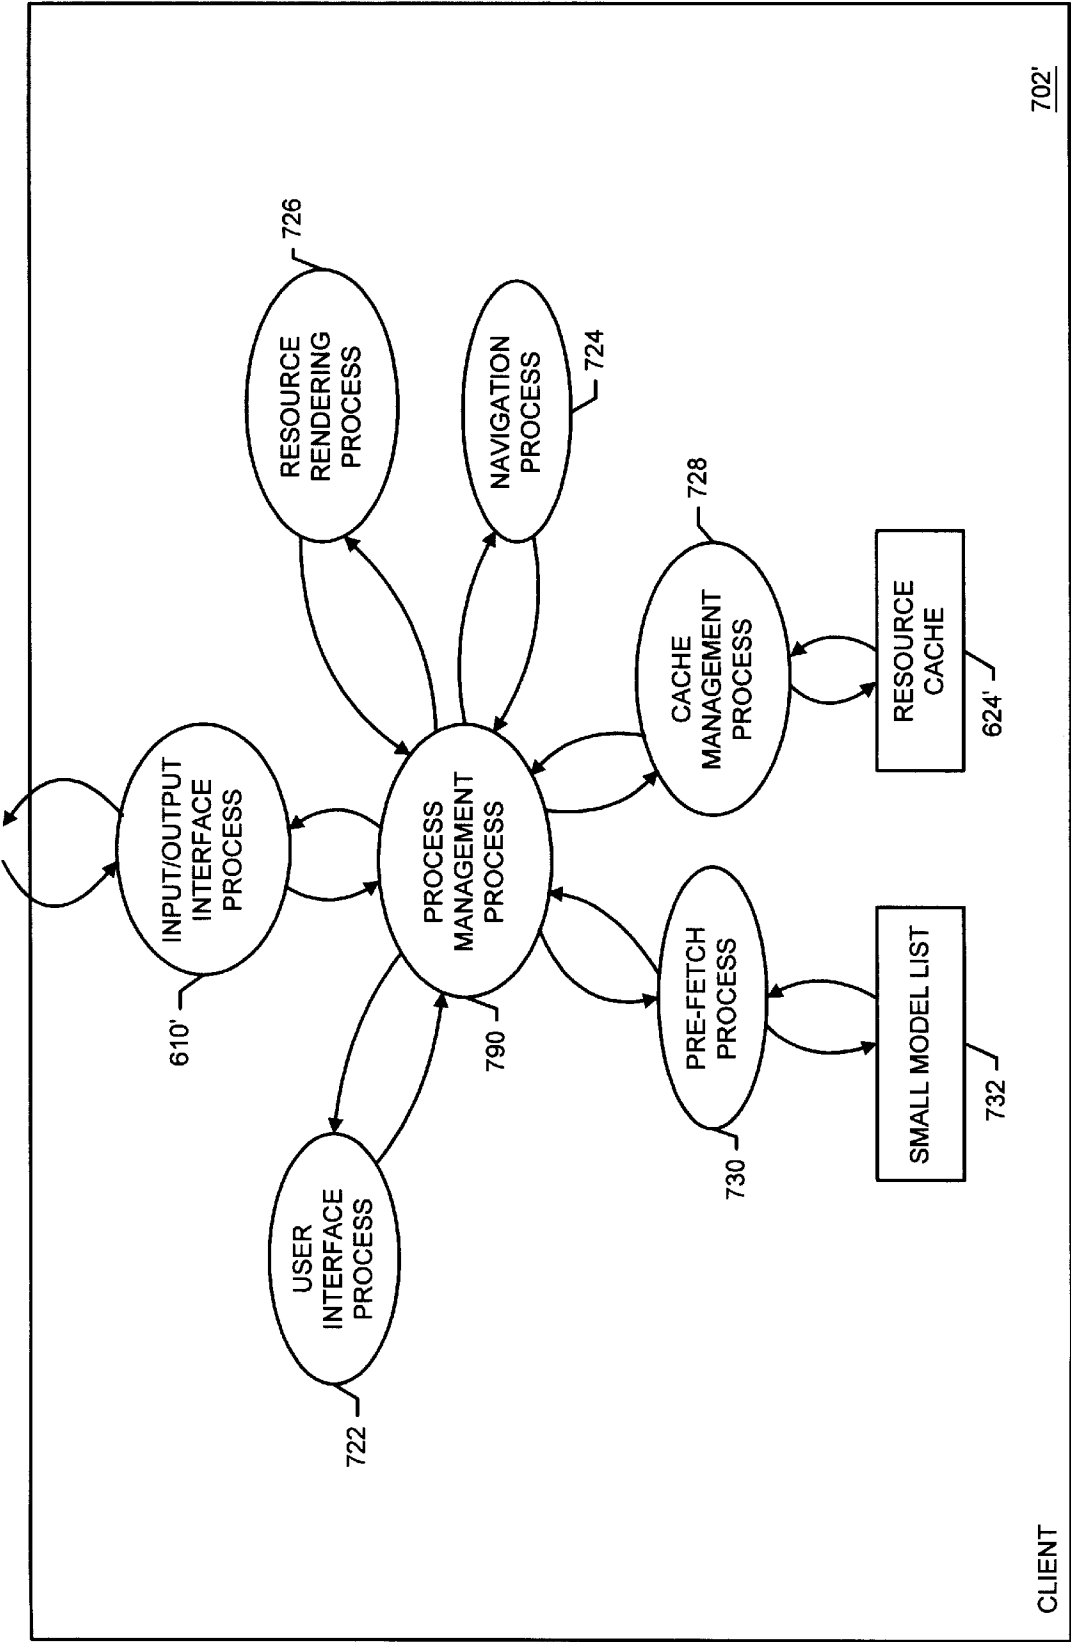 610'
INPUT/OUTPUT
INTERFACE
PROCESS
722
USER
INTERFACE
PROCESS
726
RESOURCE
RENDERING
PROCESS
790
PROCESS
MANAGEMENT
PROCESS
NAVIGATION
PROCESS
724
730
PRE-FETCH
PROCESS
CACHE
MANAGEMENT
PROCESS
728
SMALL MODEL LIST
732
RESOURCE
CACHE
624'
CLIENT
702'